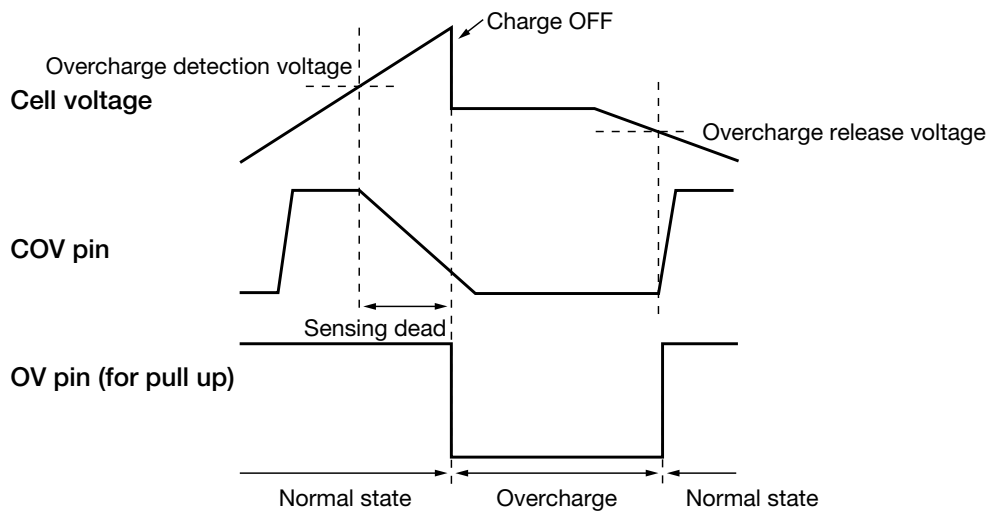 Charge OFF
Overcharge detection voltage
Cell voltage
Overcharge release voltage
COV pin
Sensing dead
OV pin (for pull up)
Normal state
Overcharge
Normal state